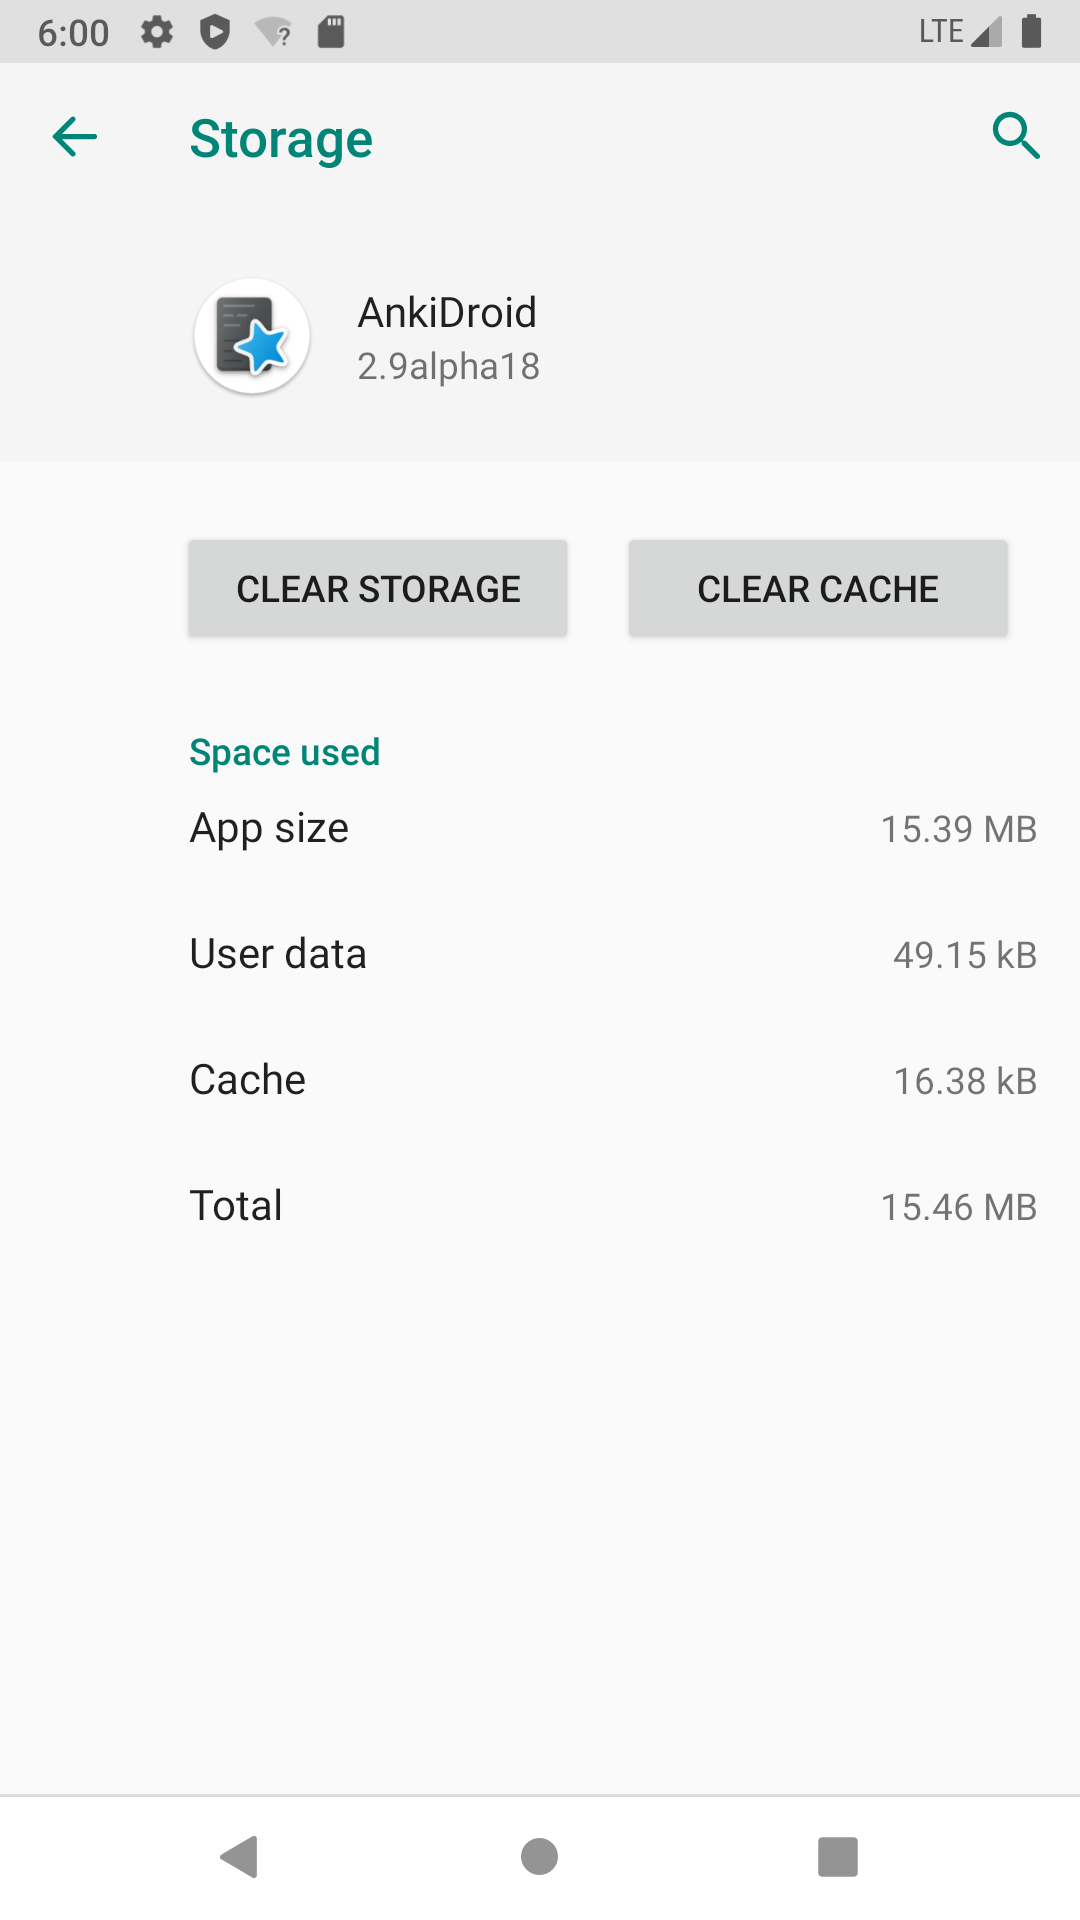 6:00 LTE
Storage
AnkiDroid
2.9alpha18
CLEAR STORAGE CLEAR CACHE
Space used
App size 15.39 MB
User data 49.15 kB
Cache 16.38 kB
Total 15.46 MB